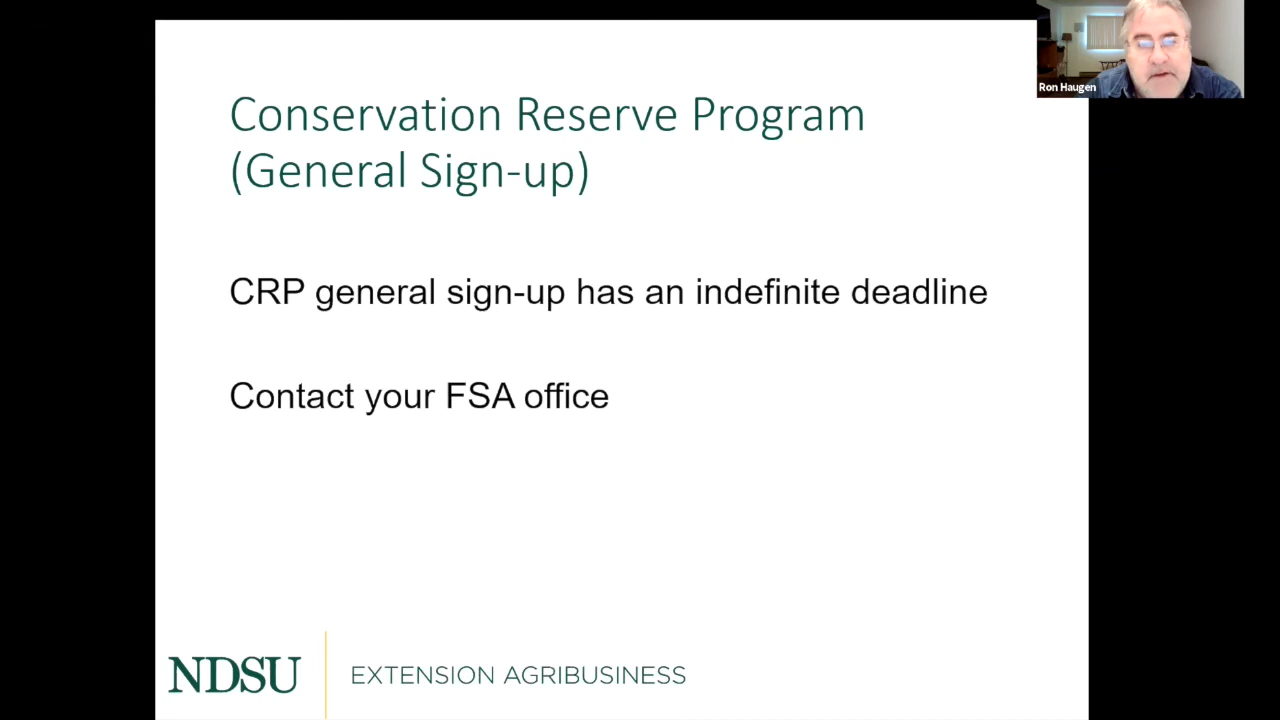 Ron Haugen
Conservation Reserve Program
(General Sign-up)
CRP general sign-up has an indefinite deadline
Contact your FSA office
NDSU
EXTENSION AGRIBUSINESS